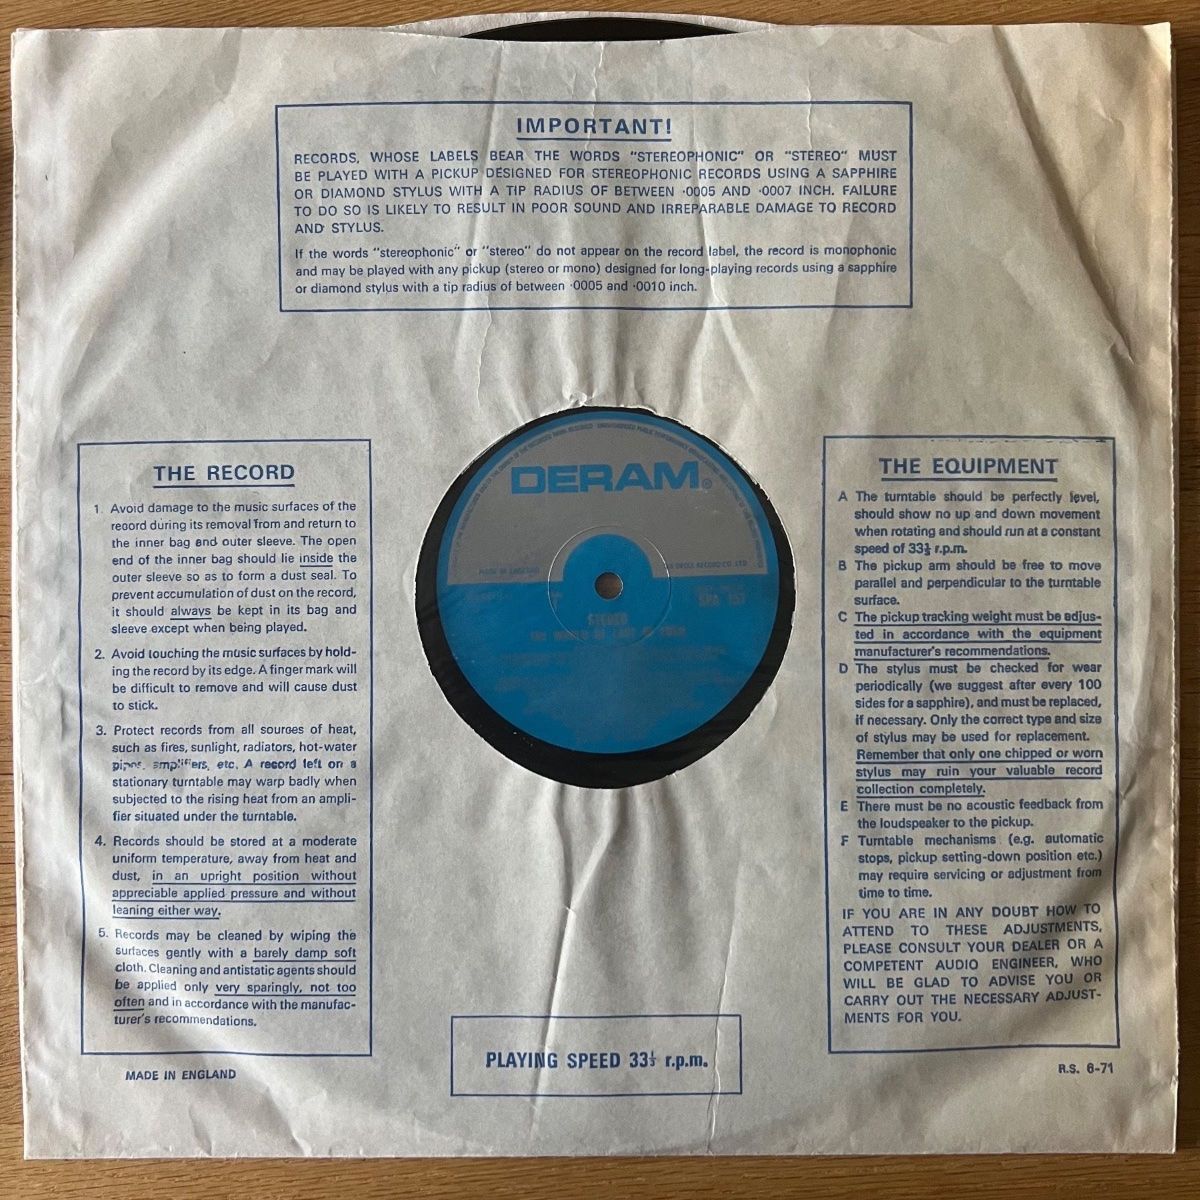 IMPORTANT!
RECORDS, WHOSE LABELS BEAR THE WORDS "STEREOPHONIC" OR "STEREO" MUST
BE PLAYED WITH A PICKUP DESIGNED FOR STEREOPHONIC RECORDS USING A SAPPHIRE
OR DIAMOND STYLUS WITH A TIP RADIUS OF BETWEEN ·0005 AND ·0007 INCH. FAILURE
TO DO SO IS LIKELY TO RESULT IN POOR SOUND AND IRREPARABLE DAMAGE TO RECORD
AND STYLUS.
If the words "stereophonic" or "stereo" do not appear on the record label, the record is monophonic
and may be played with any pickup (stereo or mono) designed for long-playing records using a sapphire
or diamond stylus with a tip radius of between ·0005 and ·0010 inch.
THE RECORD
1. Avoid damage to the music surfaces of the
record during its removal from and return to
the inner bag and outer sleeve. The open
end of the inner bag should lie inside the
outer sleeve so as to form a dust seal. To
prevent accumulation of dust on the record,
it should always be kept in its bag and
sleeve except when being played.
2. Avoid touching the music surfaces by hold-
ing the record by its edge. A finger mark will
be difficult to remove and will cause dust
to stick.
3. Protect records from all sources of heat,
such as fires, sunlight, radiators, hot-water
pipes, amplifiers, etc. A record left on a
stationary turntable may warp badly when
subjected to the rising heat from an ampli-
fier situated under the turntable.
4. Records should be stored at a moderate
uniform temperature, away from heat and
dust, in an upright position without
appreciable applied pressure and without
leaning either way.
5. Records may be cleaned by wiping the
surfaces gently with a barely damp soft
cloth. Cleaning and antistatic agents should
be applied only very sparingly, not too
often and in accordance with the manufac-
turer's recommendations.
MADE IN ENGLAND
DERAM®
MADE IN ENGLAND
DECCA RECORD CO. LTD.
SPA 157
STEREO
THE WORLD OF
THE EQUIPMENT
A The turntable should be perfectly level,
should show no up and down movement
when rotating and should run at a constant
speed of 33⅓ r.p.m.
B The pickup arm should be free to move
parallel and perpendicular to the turntable
surface.
C The pickup tracking weight must be adjus-
ted in accordance with the equipment
manufacturer's recommendations.
D The stylus must be checked for wear
periodically (we suggest after every 100
sides for a sapphire), and must be replaced,
if necessary. Only the correct type and size
of stylus may be used for replacement.
Remember that only one chipped or worn
stylus may ruin your valuable record
collection completely.
E There must be no acoustic feedback from
the loudspeaker to the pickup.
F Turntable mechanisms (e.g. automatic
stops, pickup setting-down position etc.)
may require servicing or adjustment from
time to time.
IF YOU ARE IN ANY DOUBT HOW TO
ATTEND TO THESE ADJUSTMENTS,
PLEASE CONSULT YOUR DEALER OR A
COMPETENT AUDIO ENGINEER, WHO
WILL BE GLAD TO ADVISE YOU OR
CARRY OUT THE NECESSARY ADJUST-
MENTS FOR YOU.
R.S. 6-71
PLAYING SPEED 33⅓ r.p.m.